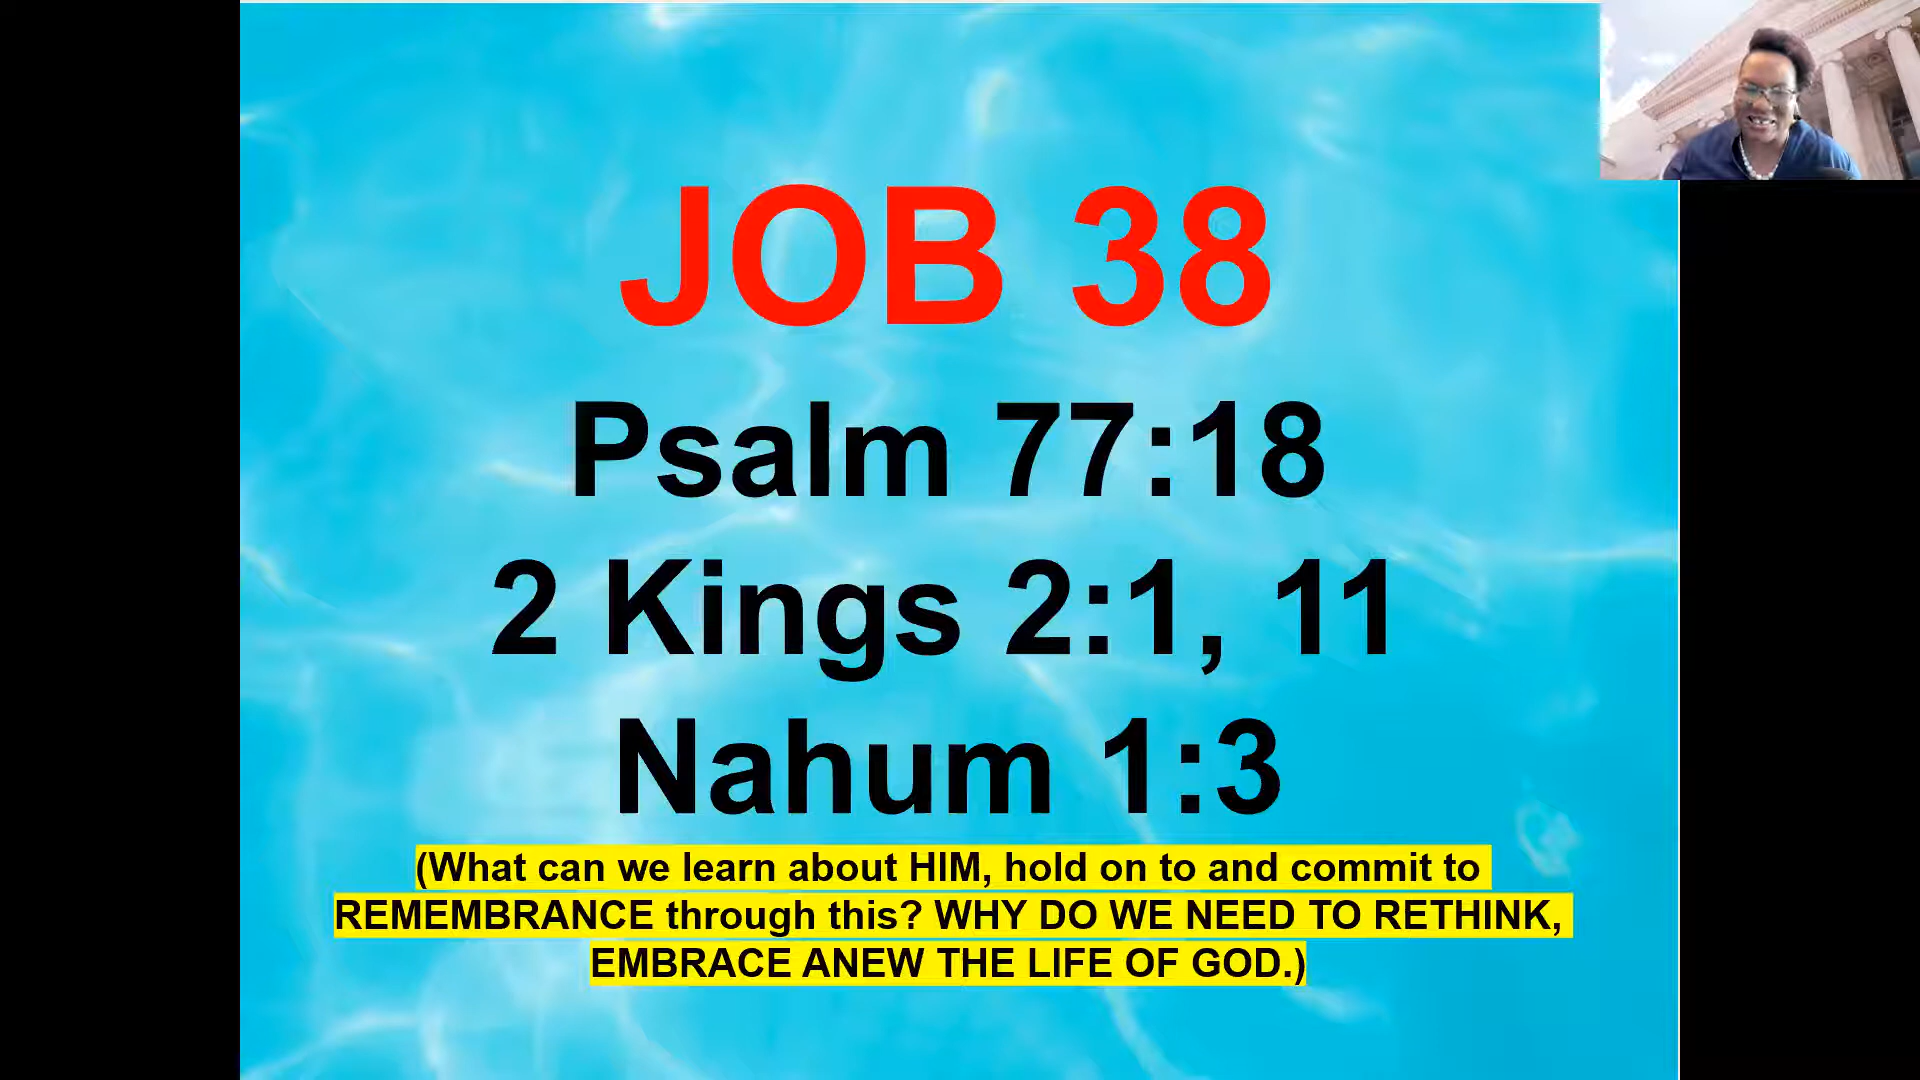 JOB 38
Psalm 77:18
2 Kings 2:1, 11
Nahum 1:3
(What can we learn about HIM, hold on to and commit to
REMEMBRANCE through this? WHY DO WE NEED TO RETHINK,
EMBRACE ANEW THE LIFE OF GOD.)